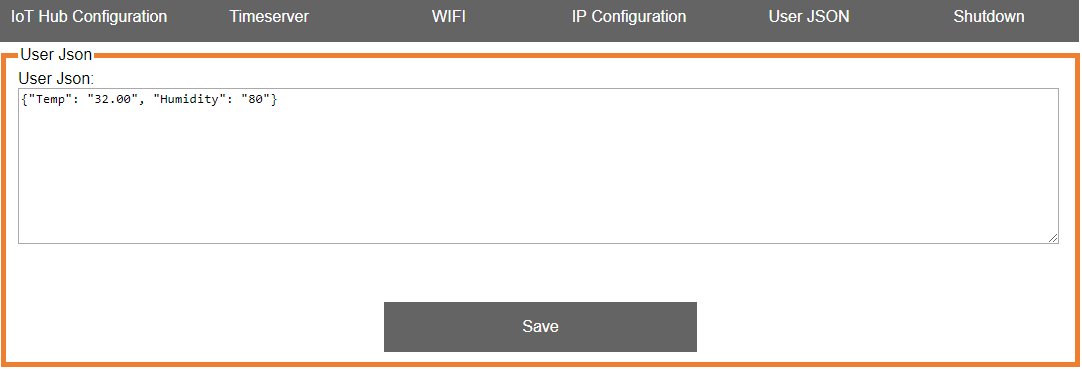 IoT Hub Configuration Timeserver WIFI IP Configuration User JSON Shutdown
User Json
User Json:
{"Temp": "32.00", "Humidity": "80"}
Save